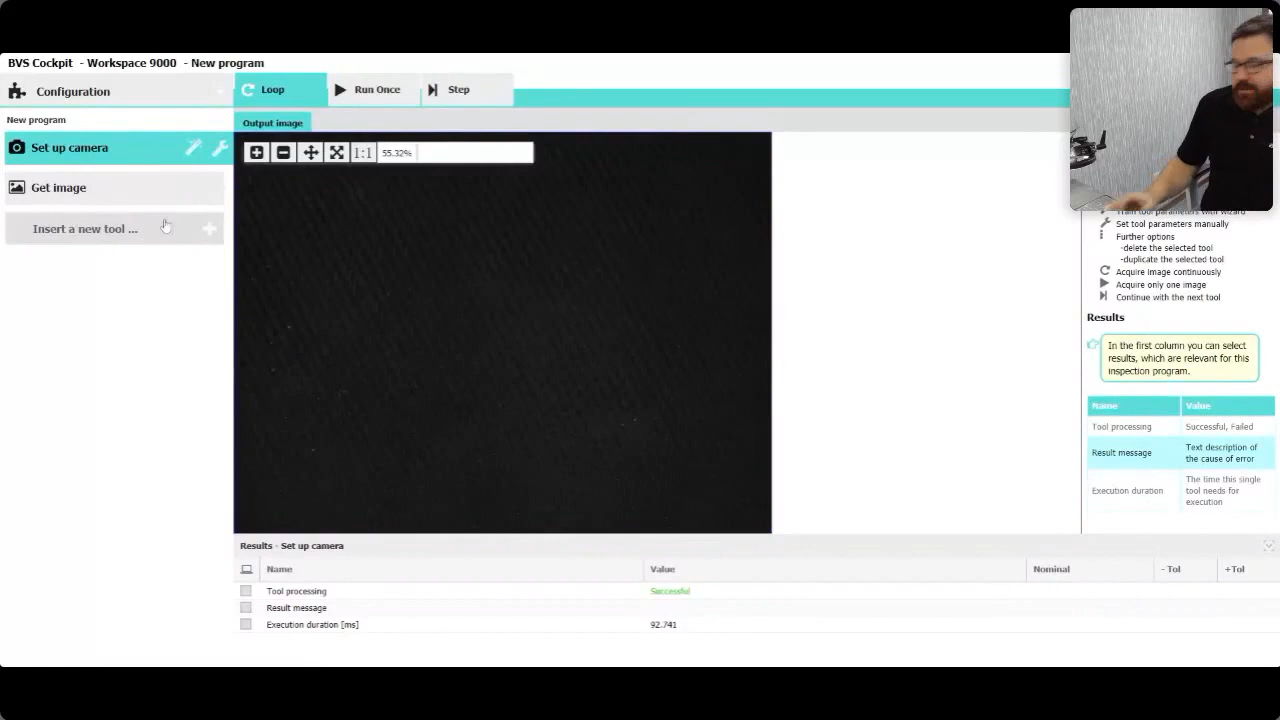 BVS Cockpit - Workspace 9000 - New program
Configuration
Loop
Run Once
Step
New program
Output image
Set up camera
55.32%
1:1
Get image
Insert a new tool ...
Train tool parameters with wizard
Set tool parameters manually
Further options
-delete the selected tool
-duplicate the selected tool
Acquire image continuously
Acquire only one image
Continue with the next tool
Results
In the first column you can select
results, which are relevant for this
inspection program.
Name Value
Tool processing Successful, Failed
Result message Text description of
the cause of error
Execution duration The time this single
tool needs for
execution
Results - Set up camera
Name Value Nominal - Tol +Tol
Tool processing Successful
Result message
Execution duration [ms] 92.741